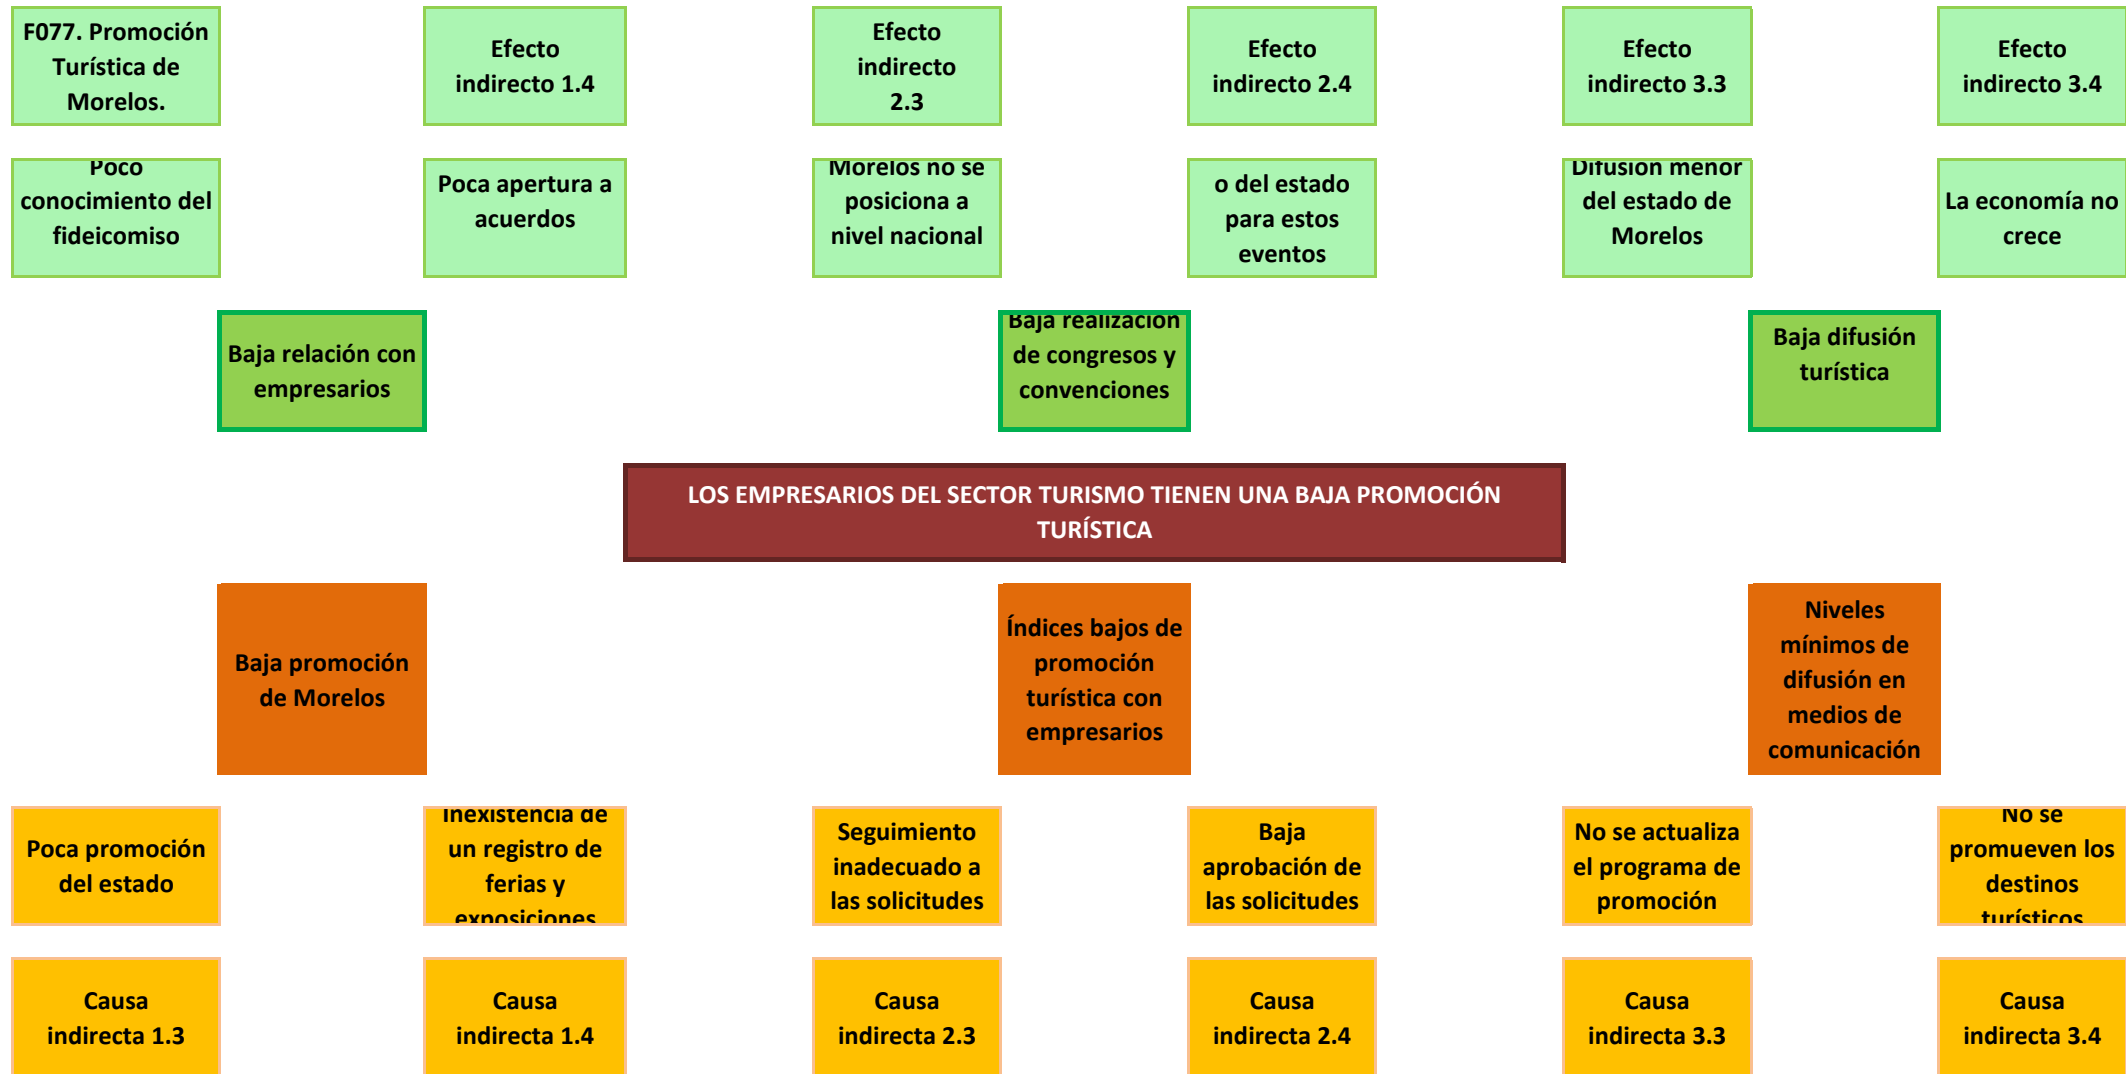 F077. Promoción
Turística de
Morelos.
Efecto
indirecto 1.4
Efecto
indirecto
2.3
Efecto
indirecto 2.4
Efecto
indirecto 3.3
Efecto
indirecto 3.4
Poco
conocimiento del
fideicomiso
Poca apertura a
acuerdos
Morelos no se
posiciona a
nivel nacional
o del estado
para estos
eventos
Difusión menor
del estado de
Morelos
La economía no
crece
Baja relación con
empresarios
Baja realización
de congresos y
convenciones
Baja difusión
turística
LOS EMPRESARIOS DEL SECTOR TURISMO TIENEN UNA BAJA PROMOCIÓN
TURÍSTICA
Baja promoción
de Morelos
Índices bajos de
promoción
turística con
empresarios
Niveles
mínimos de
difusión en
medios de
comunicación
Poca promoción
del estado
Inexistencia de
un registro de
ferias y
exposiciones
Seguimiento
inadecuado a
las solicitudes
Baja
aprobación de
las solicitudes
No se actualiza
el programa de
promoción
No se
promueven los
destinos
turísticos
Causa
indirecta 1.3
Causa
indirecta 1.4
Causa
indirecta 2.3
Causa
indirecta 2.4
Causa
indirecta 3.3
Causa
indirecta 3.4